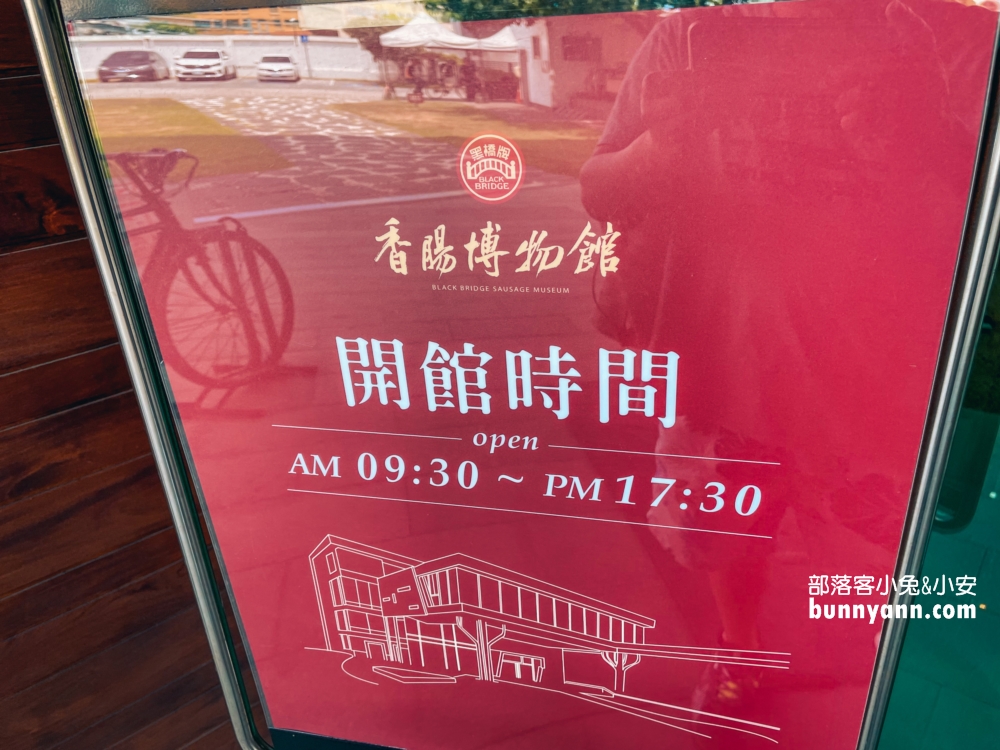 黑橋牌
BLACK
BRIDGE
香腸博物館
BLACK BRIDGE SAUSAGE MUSEUM
開館時間
open
AM 09:30 ~ PM 17:30
部落客小兔&小安
bunnyann.com